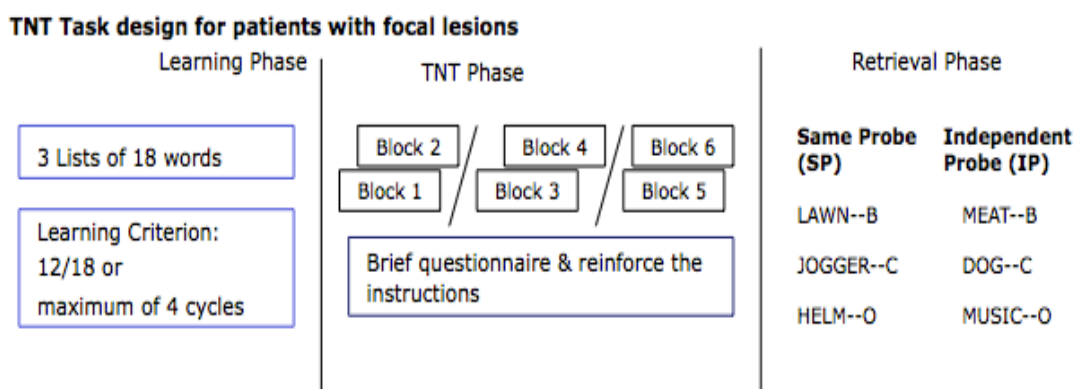 TNT Task design for patients with focal lesions
Learning Phase
3 Lists of 18 words
Learning Criterion:
12/18 or
maximum of 4 cycles
TNT Phase
Block 2
Block 4
Block 6
Block 1
Block 3
Block 5
Brief questionnaire & reinforce the
instructions
Retrieval Phase
Same Probe
(SP)
Independent
Probe (IP)
LAWN--B
MEAT--B
JOGGER--C
DOG--C
HELM--O
MUSIC--O